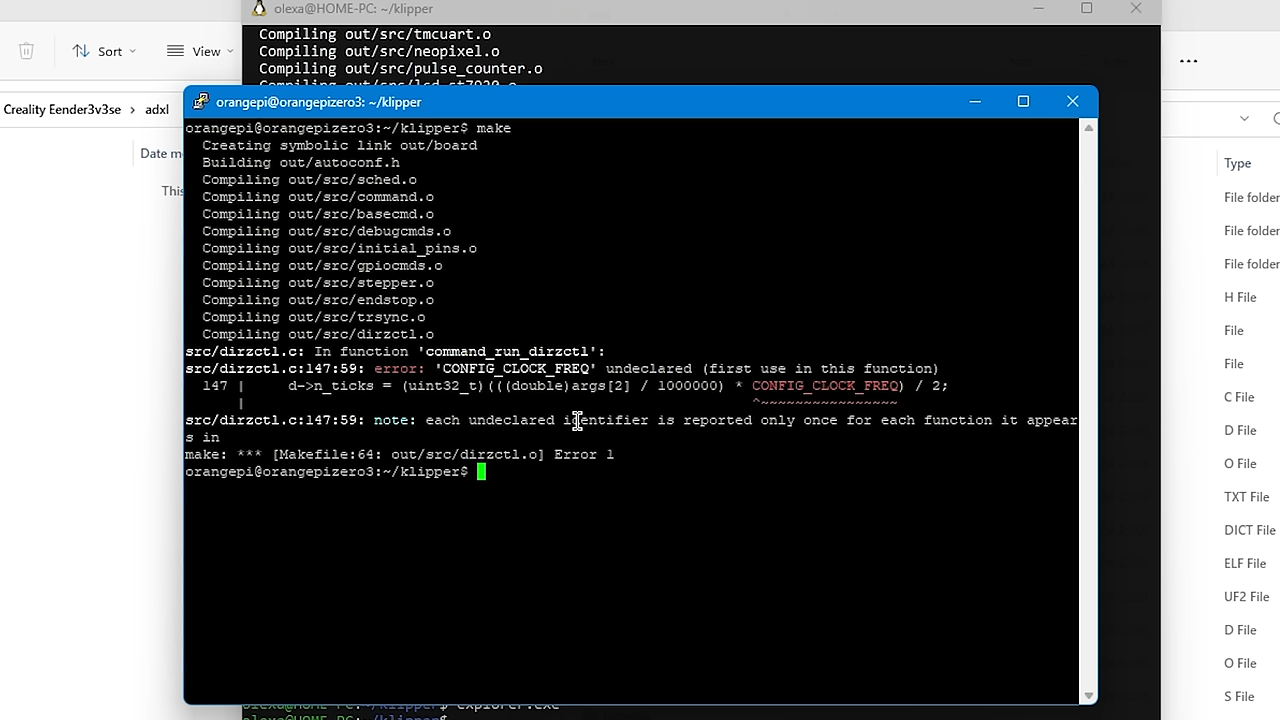 olexa@HOME-PC: ~/klipper
Compiling out/src/tmcuart.o
Compiling out/src/neopixel.o
Compiling out/src/pulse_counter.o
Sort
View
Creality Eender3v3se > adxl
orangepi@orangepizero3: ~/klipper
orangepi@orangepizero3:~/klipper$ make
Creating symbolic link out/board
Building out/autoconf.h
Compiling out/src/sched.o
Compiling out/src/command.o
Compiling out/src/basecmd.o
Compiling out/src/debugcmds.o
Compiling out/src/initial_pins.o
Compiling out/src/gpiocmds.o
Compiling out/src/stepper.o
Compiling out/src/endstop.o
Compiling out/src/trsync.o
Compiling out/src/dirzctl.o
src/dirzctl.c: In function 'command_run_dirzctl':
src/dirzctl.c:147:59: error: 'CONFIG_CLOCK_FREQ' undeclared (first use in this function)
147 |     d->n_ticks = (uint32_t)(((double)args[2] / 1000000) * CONFIG_CLOCK_FREQ) / 2;
|                                                           ^~~~~~~~~~~~~~~~~
src/dirzctl.c:147:59: note: each undeclared identifier is reported only once for each function it appear
s in
make: *** [Makefile:64: out/src/dirzctl.o] Error 1
orangepi@orangepizero3:~/klipper$
Date
This
Type
File folder
File folder
File folder
H File
File
File
C File
D File
O File
TXT File
DICT File
ELF File
UF2 File
D File
O File
S File